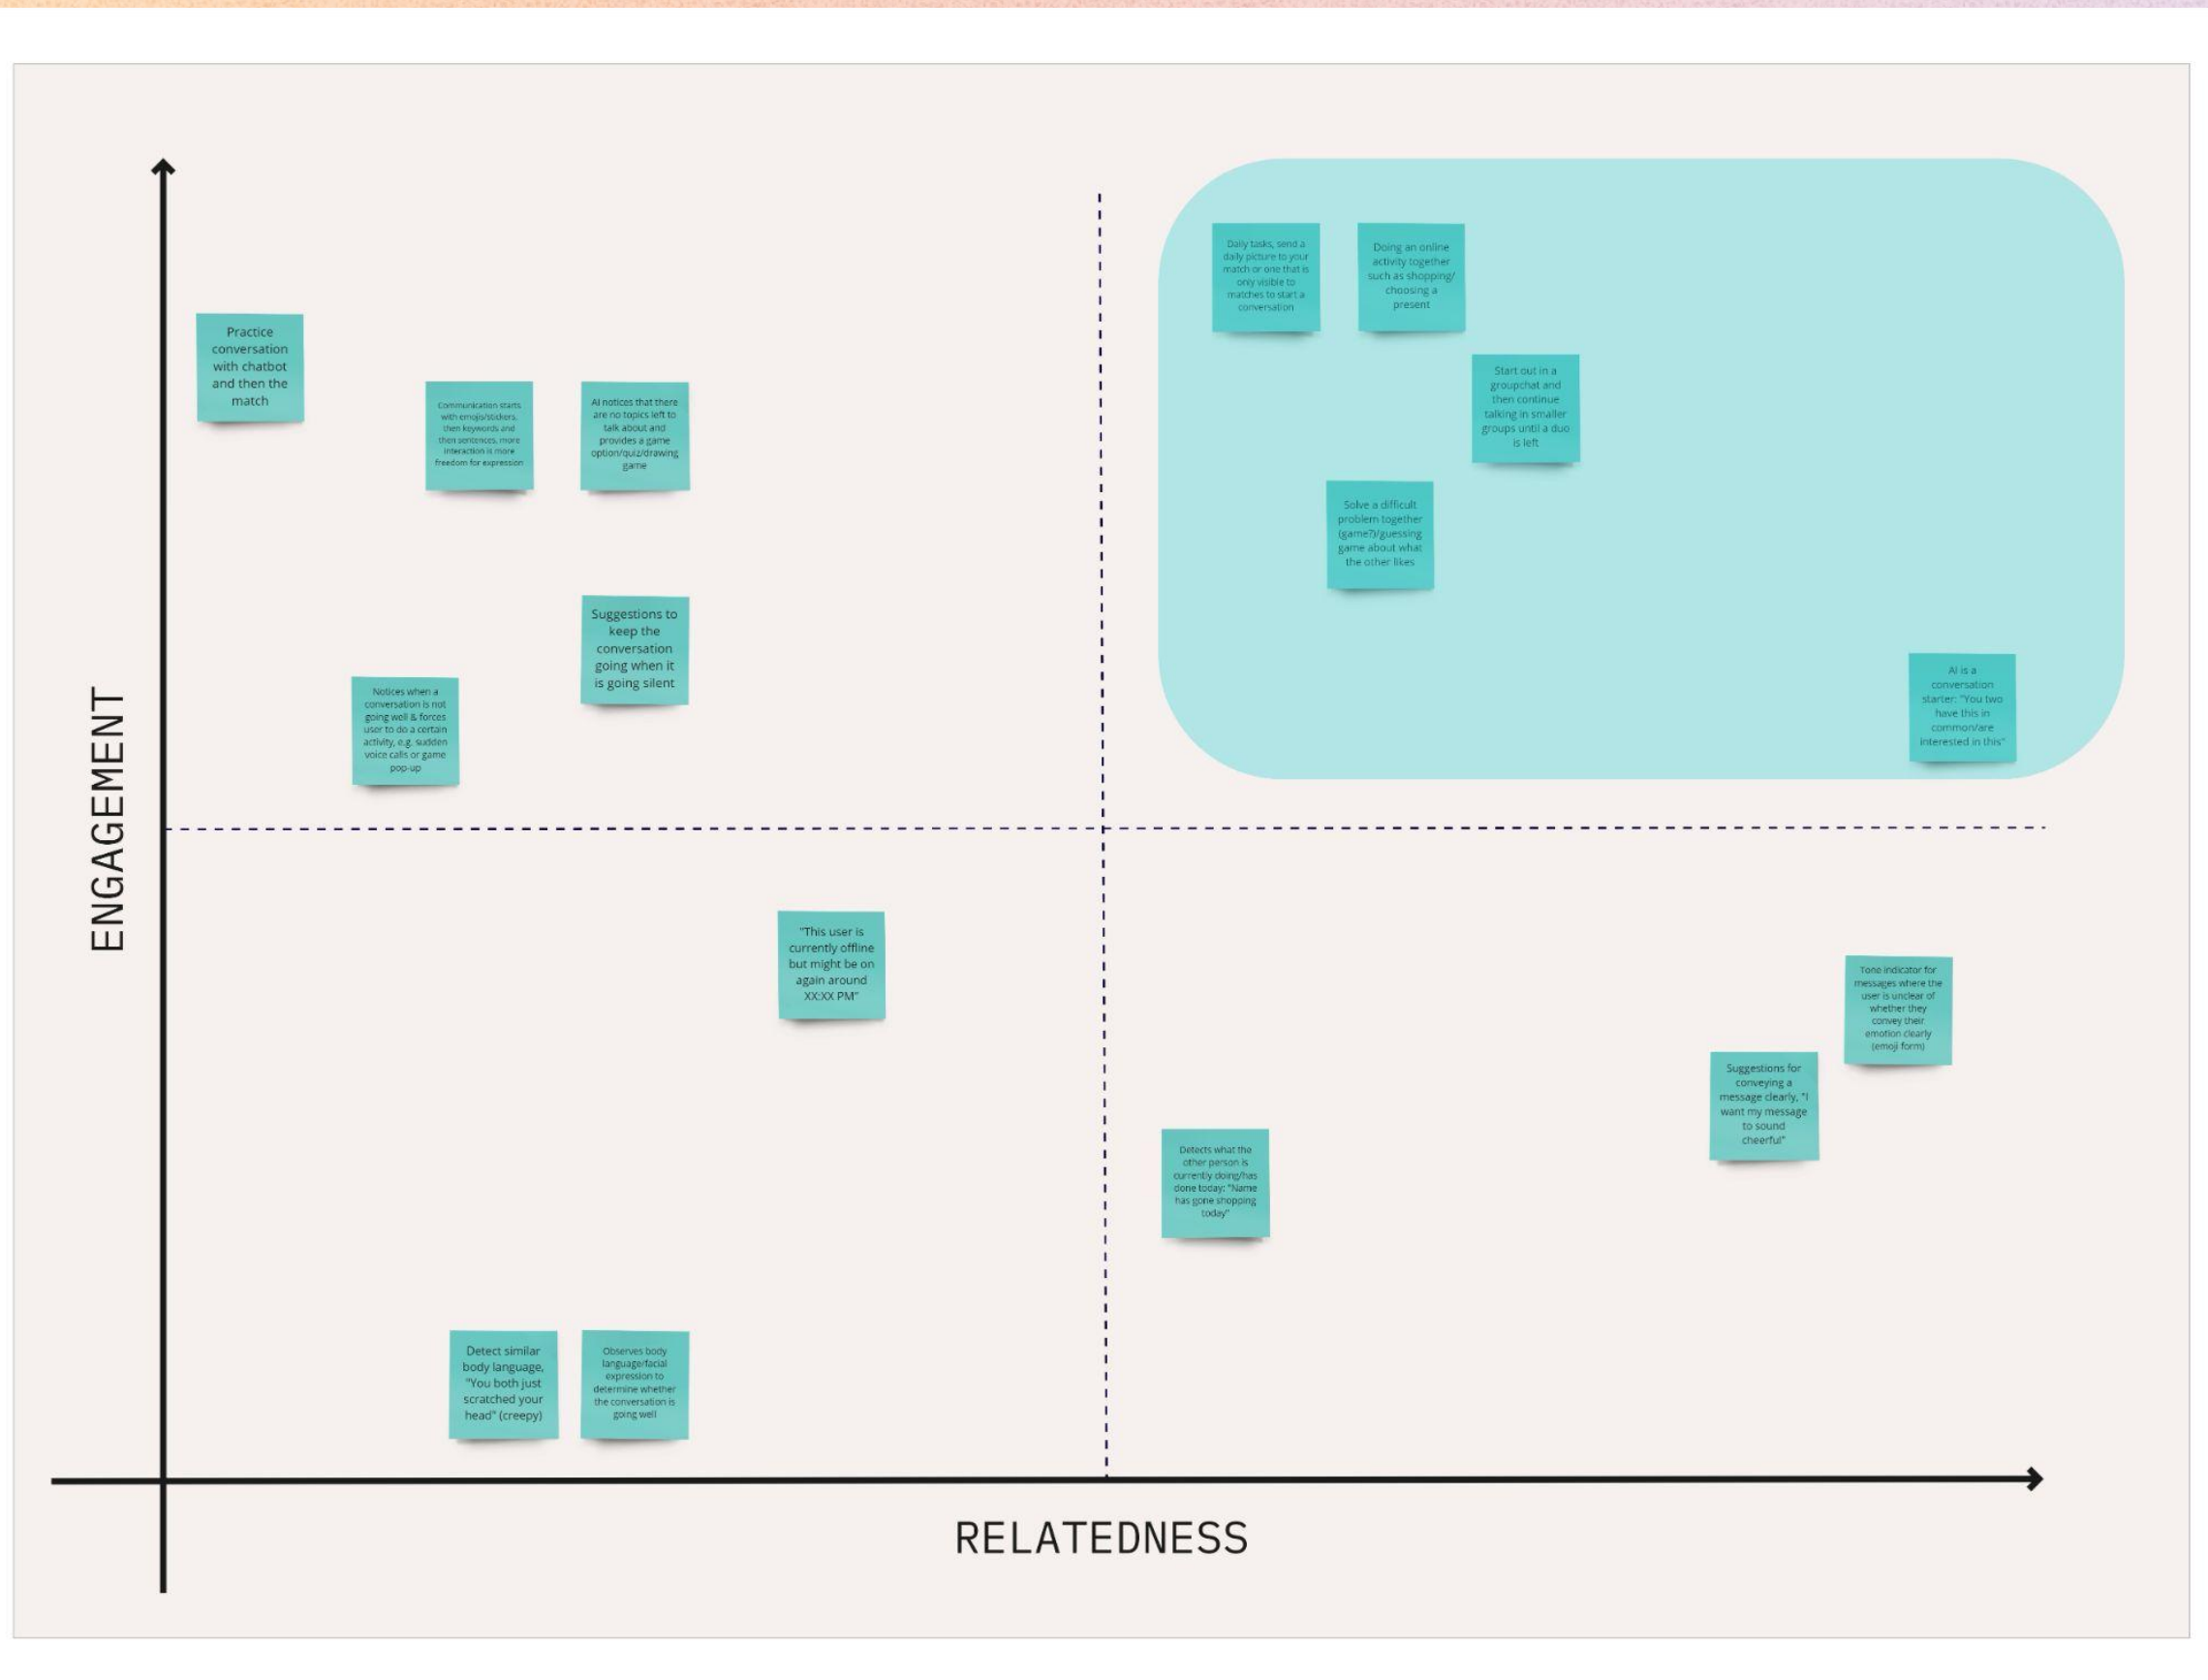 Daily tasks, send a
daily picture to your
match or one that is
only visible to
matches to start a
conversation
Doing an online
activity together
such as shopping/
choosing a
present
Practice
conversation
with chatbot
and then the
match
Communication starts
with emojis/stickers,
then keywords and
then sentences, more
interaction is more
freedom for expression
AI notices that there
are no topics left to
talk about and
provides a game
option/quiz/drawing
game
Start out in a
groupchat and
then continue
talking in smaller
groups until a duo
is left
Solve a difficult
problem together
(game?)/guessing
game about what
the other likes
Suggestions to
keep the
conversation
going when it
is going silent
Notices when a
conversation is not
going well & forces
user to do a certain
activity, e.g. sudden
voice calls or game
pop-up
AI is a
conversation
starter: "You two
have this in
common/are
interested in this"
ENGAGEMENT
"This user is
currently offline
but might be on
again around
XX:XX PM"
Tone indicator for
messages where the
user is unclear of
whether they
convey their
emotion clearly
(emoji form)
Suggestions for
conveying a
message clearly, "I
want my message
to sound
cheerful"
Detects what the
other person is
currently doing/has
done today: "Name
has gone shopping
today"
Detect similar
body language,
"You both just
scratched your
head" (creepy)
Observes body
language/facial
expression to
determine whether
the conversation is
going well
RELATEDNESS